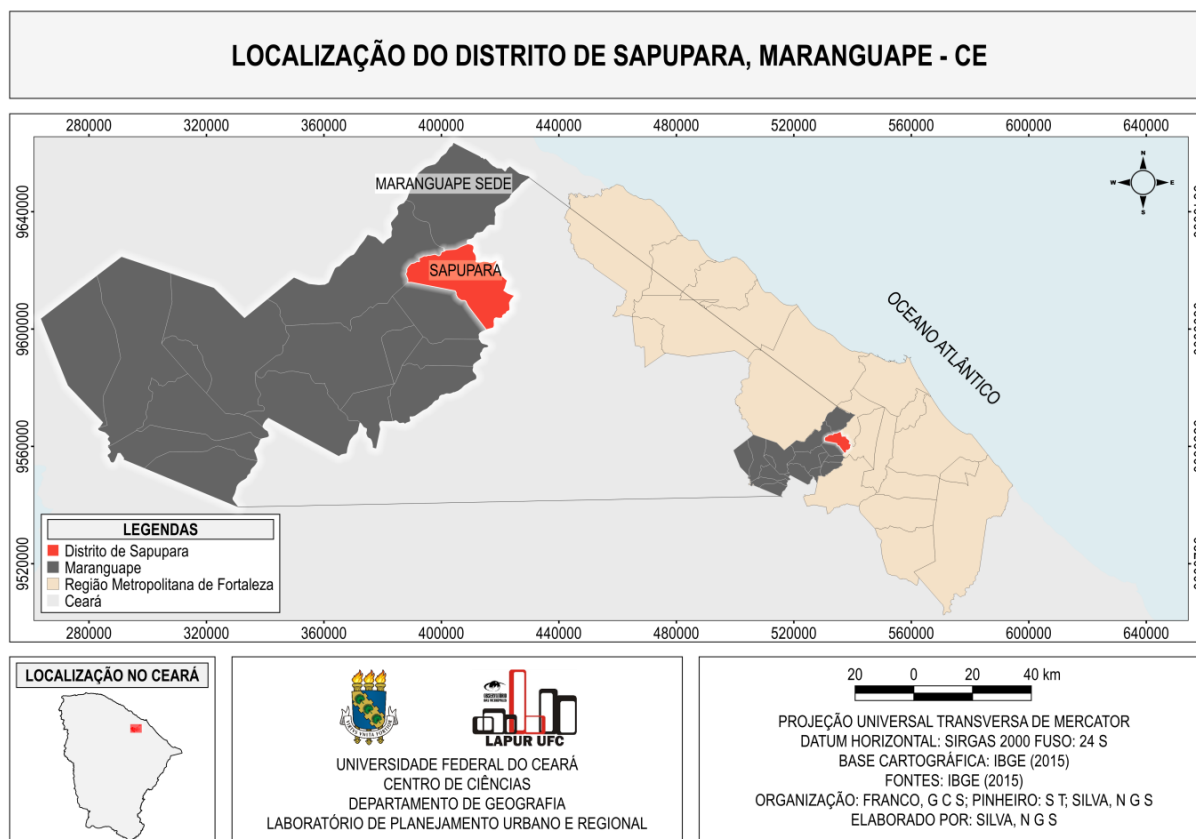 LOCALIZAÇÃO DO DISTRITO DE SAPUPARA, MARANGUAPE - CE
280000 320000 360000 400000 440000 480000 520000 560000 600000 640000
N
W E
S
MARANGUAPE SEDE
9640000
SAPUPARA
9600000
OCEANO ATLÂNTICO
9560000
9520000
LEGENDAS
Distrito de Sapupara
Maranguape
Região Metropolitana de Fortaleza
Ceará
280000 320000 360000 400000 440000 480000 520000 560000 600000 640000
LOCALIZAÇÃO NO CEARÁ
LAPUR UFC
UNIVERSIDADE FEDERAL DO CEARÁ
CENTRO DE CIÊNCIAS
DEPARTAMENTO DE GEOGRAFIA
LABORATÓRIO DE PLANEJAMENTO URBANO E REGIONAL
20 0 20 40 km
PROJEÇÃO UNIVERSAL TRANSVERSA DE MERCATOR
DATUM HORIZONTAL: SIRGAS 2000 FUSO: 24 S
BASE CARTOGRÁFICA: IBGE (2015)
FONTES: IBGE (2015)
ORGANIZAÇÃO: FRANCO, G C S; PINHEIRO: S T; SILVA, N G S
ELABORADO POR: SILVA, N G S